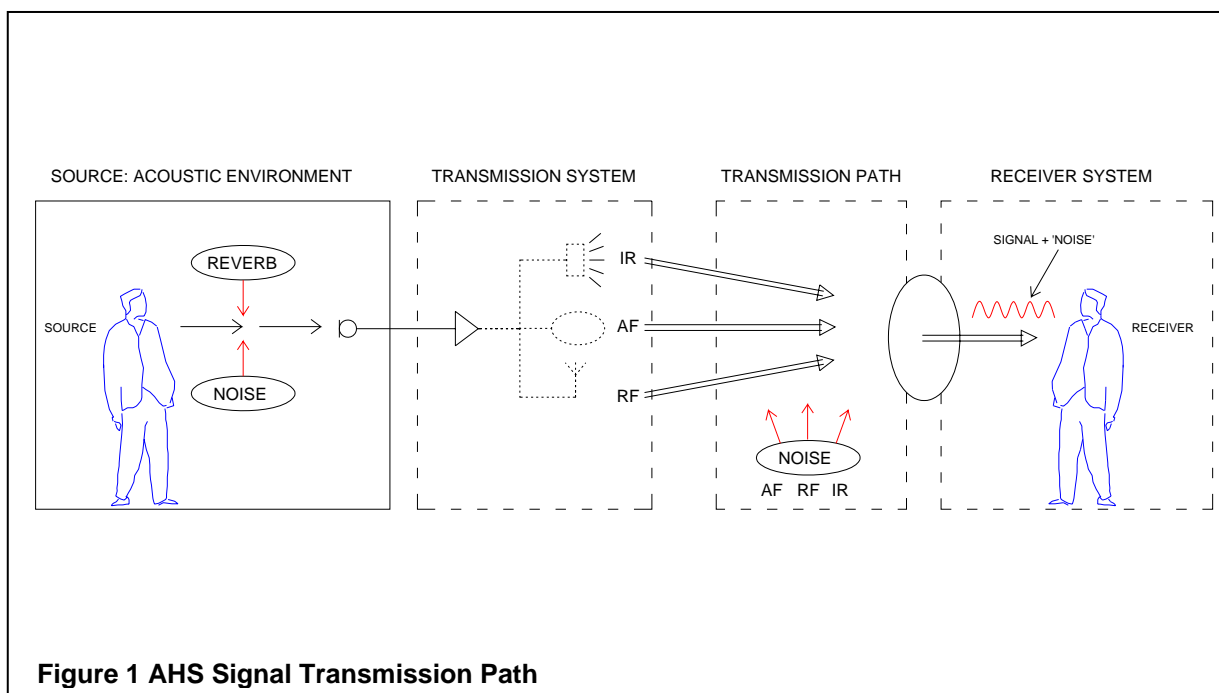 SOURCE: ACOUSTIC ENVIRONMENT
TRANSMISSION SYSTEM
TRANSMISSION PATH
RECEIVER SYSTEM
REVERB
SOURCE
NOISE
IR
AF
RF
NOISE
AF RF IR
SIGNAL + 'NOISE'
RECEIVER
Figure 1 AHS Signal Transmission Path